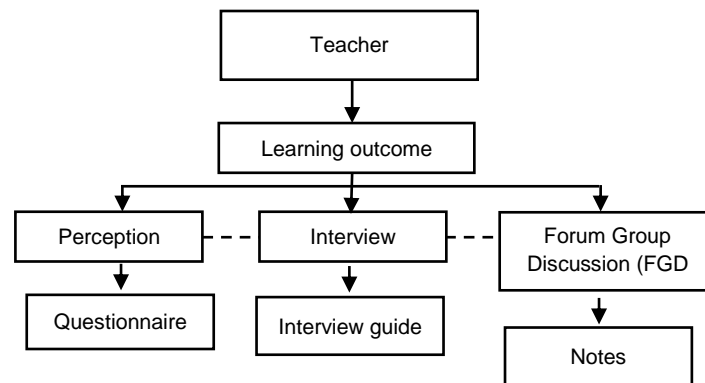 Teacher
Learning outcome
Perception
Interview
Forum Group
Discussion (FGD
Questionnaire
Interview guide
Notes